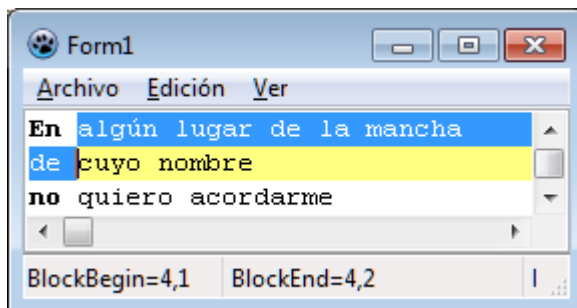 Form1
Archivo Edición Ver
En algún lugar de la mancha
de cuyo nombre
no quiero acordarme
BlockBegin=4,1 BlockEnd=4,2 I